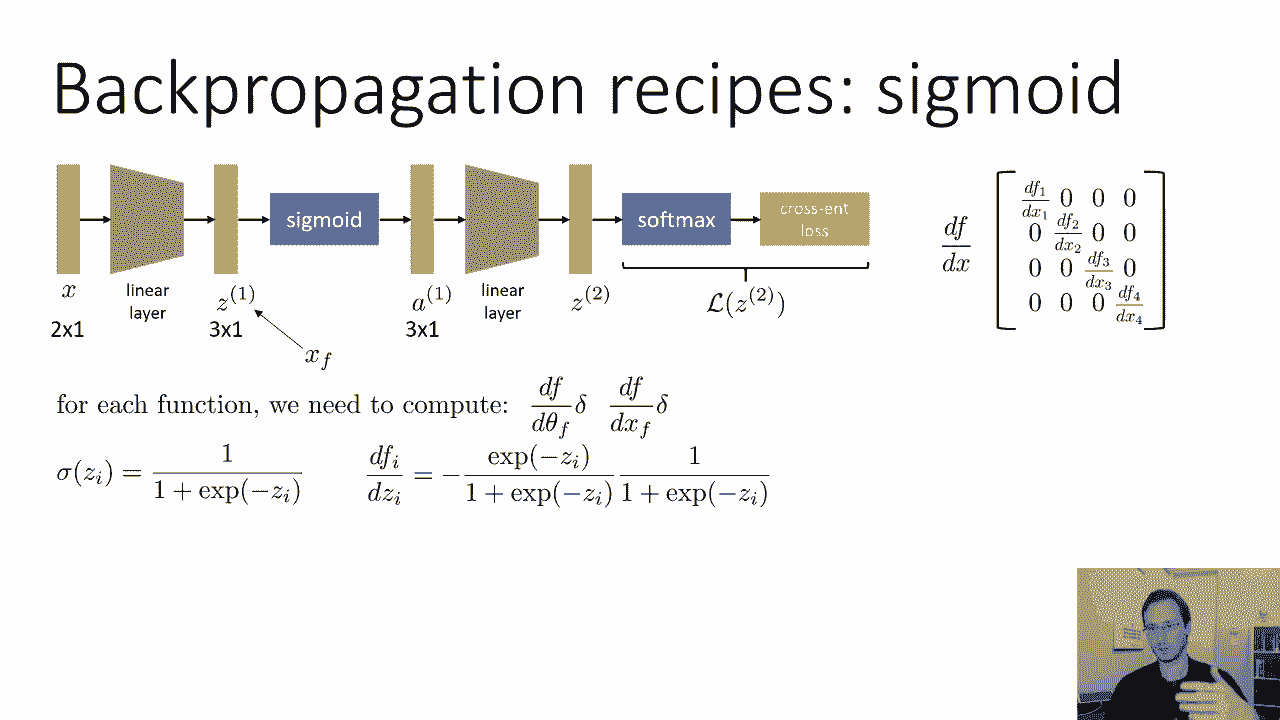 Backpropagation recipes: sigmoid
sigmoid
softmax
cross-ent
loss
x
linear
layer
z^{(1)}
a^{(1)}
linear
layer
z^{(2)}
\mathcal{L}(z^{(2)})
2x1
3x1
3x1
x_f
\frac{df}{dx} \begin{bmatrix} \frac{df_1}{dx_1} & 0 & 0 & 0 \\ 0 & \frac{df_2}{dx_2} & 0 & 0 \\ 0 & 0 & \frac{df_3}{dx_3} & 0 \\ 0 & 0 & 0 & \frac{df_4}{dx_4} \end{bmatrix}
for each function, we need to compute: \frac{df}{d\theta_f}\delta \frac{df}{dx_f}\delta
\sigma(z_i) = \frac{1}{1 + \exp(-z_i)} \frac{df_i}{dz_i} = -\frac{\exp(-z_i)}{1 + \exp(-z_i)} \frac{1}{1 + \exp(-z_i)}